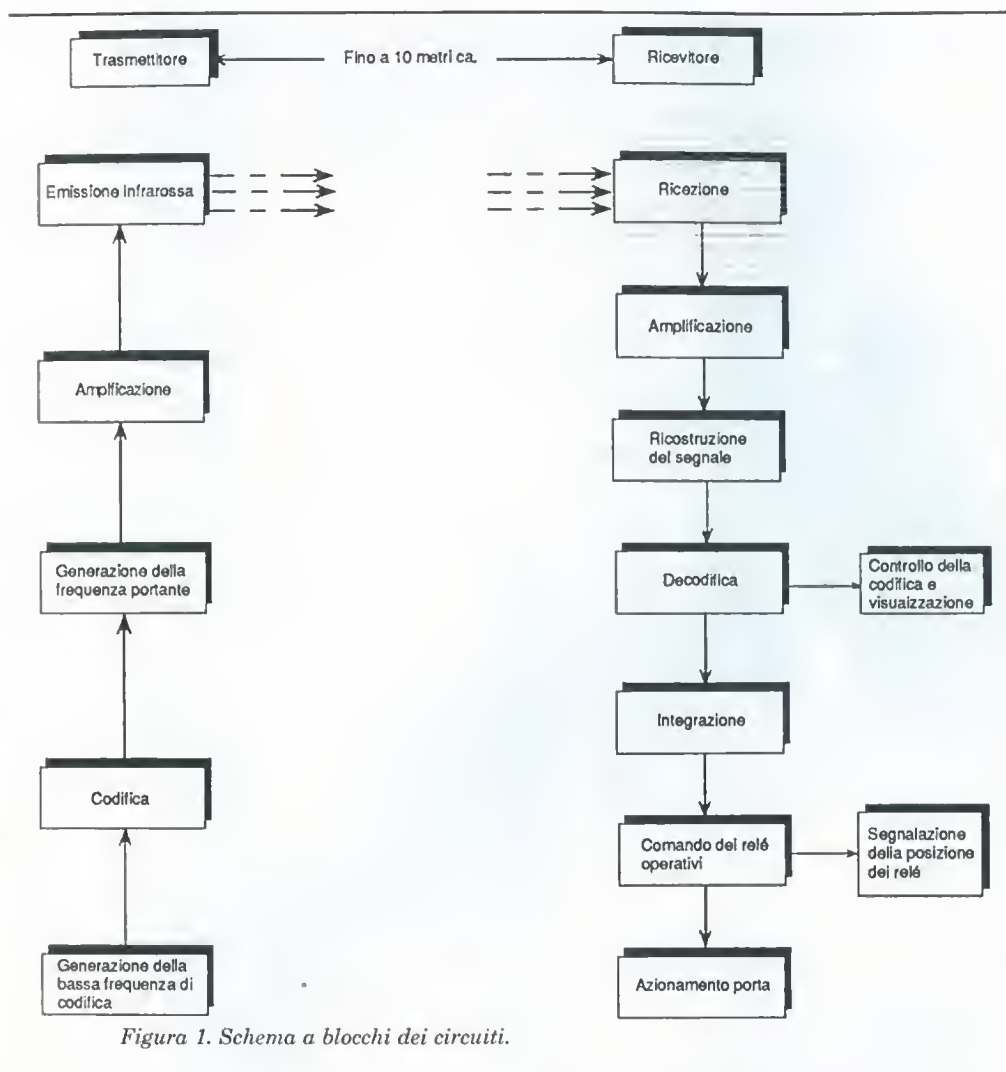 Trasmettitore
Fino a 10 metri ca.
Ricevitore
Emissione Infrarossa
Ricezione
Amplificazione
Amplificazione
Ricostruzione
del segnale
Generazione della
frequenza portante
Decodifica
Controllo della
codifica e
visuaizzazione
Integrazione
Codifica
Comando dei relé
operativi
Segnalazione
della posizione
dei relé
Generazione della
bassa frequenza di
codifica
Azionamento porta
Figura 1. Schema a blocchi dei circuiti.